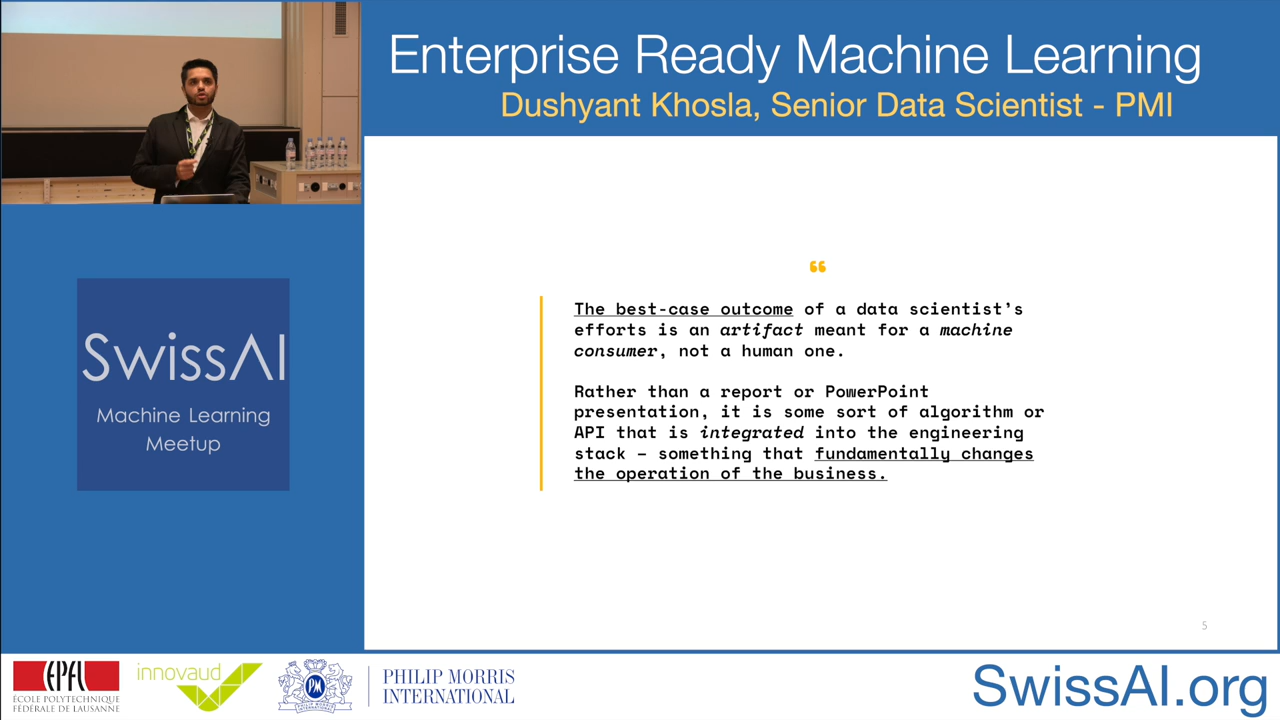 Enterprise Ready Machine Learning
Dushyant Khosla, Senior Data Scientist - PMI
“
The best-case outcome of a data scientist’s
efforts is an artifact meant for a machine
consumer, not a human one.
Rather than a report or PowerPoint
presentation, it is some sort of algorithm or
API that is integrated into the engineering
stack – something that fundamentally changes
the operation of the business.
5
SwissAI
Machine Learning
Meetup
EPFL
ÉCOLE POLYTECHNIQUE
FÉDÉRALE DE LAUSANNE
innovaud
PM
PHILIP MORRIS
INTERNATIONAL
SwissAI.org